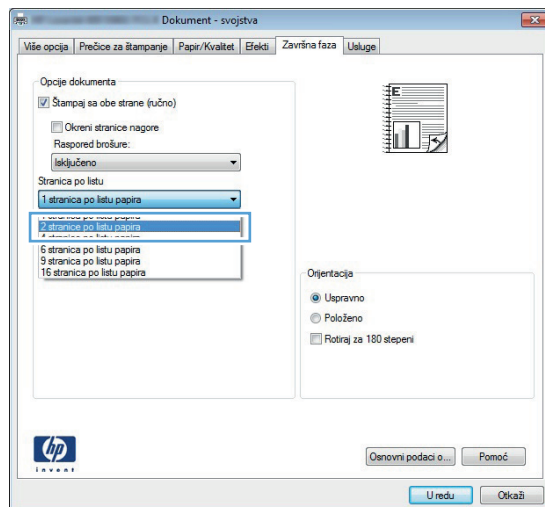 Dokument - svojstva
Više opcija Prečice za štampanje Papir/Kvalitet Efekti Završna faza Usluge
Opcije dokumenta
Štampaj sa obe strane (ručno)
Okreni stranice nagore
Raspored brošure:
Isključeno
Stranica po listu
1 stranica po listu papira
2 stranice po listu papira
6 stranica po listu papira
9 stranica po listu papira
16 stranica po listu papira
E
Orijentacija
Uspravno
Položeno
Rotiraj za 180 stepeni
hp
invent
Osnovni podaci o... Pomoć
U redu Otkaži